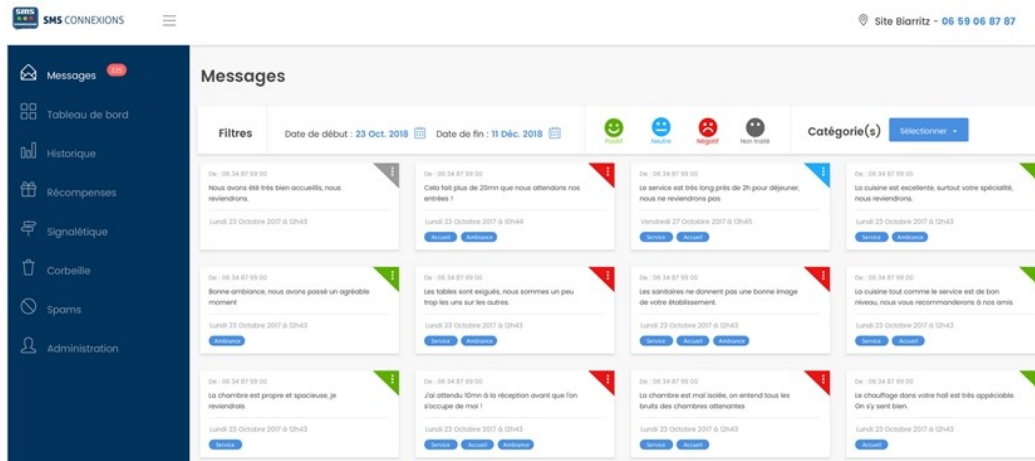 SMS
CONNEXIONS
SMS CONNEXIONS
Site Biarritz - 06 59 06 87 87
Messages 225
Tableau de bord
Historique
Récompenses
Signalétique
Corbeille
Spams
Administration
Messages
Filtres
Date de début : 23 Oct. 2018
Date de fin : 11 Déc. 2018
Positif
Neutre
Négatif
Non traité
Catégorie(s)
Sélectionner
De : 06 34 87 99 00
Nous avons été très bien accueillis, nous
reviendrons.
Lundi 23 Octobre 2017 à 12h43
De : 06 34 87 99 00
Cela fait plus de 20mn que nous attendons nos
entrées !
Lundi 23 Octobre 2017 à 10h44
Accueil Ambiance
De : 06 34 87 99 00
Le service est très long près de 2h pour déjeuner,
nous ne reviendrons pas
Vendredi 27 Octobre 2017 à 13h45
Service Accueil
De : 06 34 87 99 00
La cuisine est excellente, surtout votre spécialité,
nous reviendrons.
Lundi 23 Octobre 2017 à 12h43
Service Ambiance
De : 06 34 87 99 00
Bonne ambiance, nous avons passé un agréable
moment
Lundi 23 Octobre 2017 à 12h43
Ambiance
De : 06 34 87 99 00
Les tables sont exiguës, nous sommes un peu
trop les uns sur les autres.
Lundi 23 Octobre 2017 à 12h43
Service Ambiance
De : 06 34 87 99 00
Les sanitaires ne donnent pas une bonne image
de votre établissement.
Lundi 23 Octobre 2017 à 12h43
Service Accueil Ambiance
De : 06 34 87 99 00
La cuisine tout comme le service est de bon
niveau, nous vous recommanderons à nos amis
Lundi 23 Octobre 2017 à 12h43
Service Accueil
De : 06 34 87 99 00
La chambre est propre et spacieuse, je
reviendrais
Lundi 23 Octobre 2017 à 12h43
Service
De : 06 34 87 99 00
J'ai attendu 10mn à la réception avant que l'on
s'occupe de moi !
Lundi 23 Octobre 2017 à 12h43
Service Accueil Ambiance
De : 06 34 87 99 00
La chambre est mal isolée, on entend tous les
bruits des chambres attenantes
Lundi 23 Octobre 2017 à 12h43
Service Accueil
De : 06 34 87 99 00
Le chauffage dans votre hall est très appéciable.
On s'y sent bien.
Lundi 23 Octobre 2017 à 12h43
Accueil